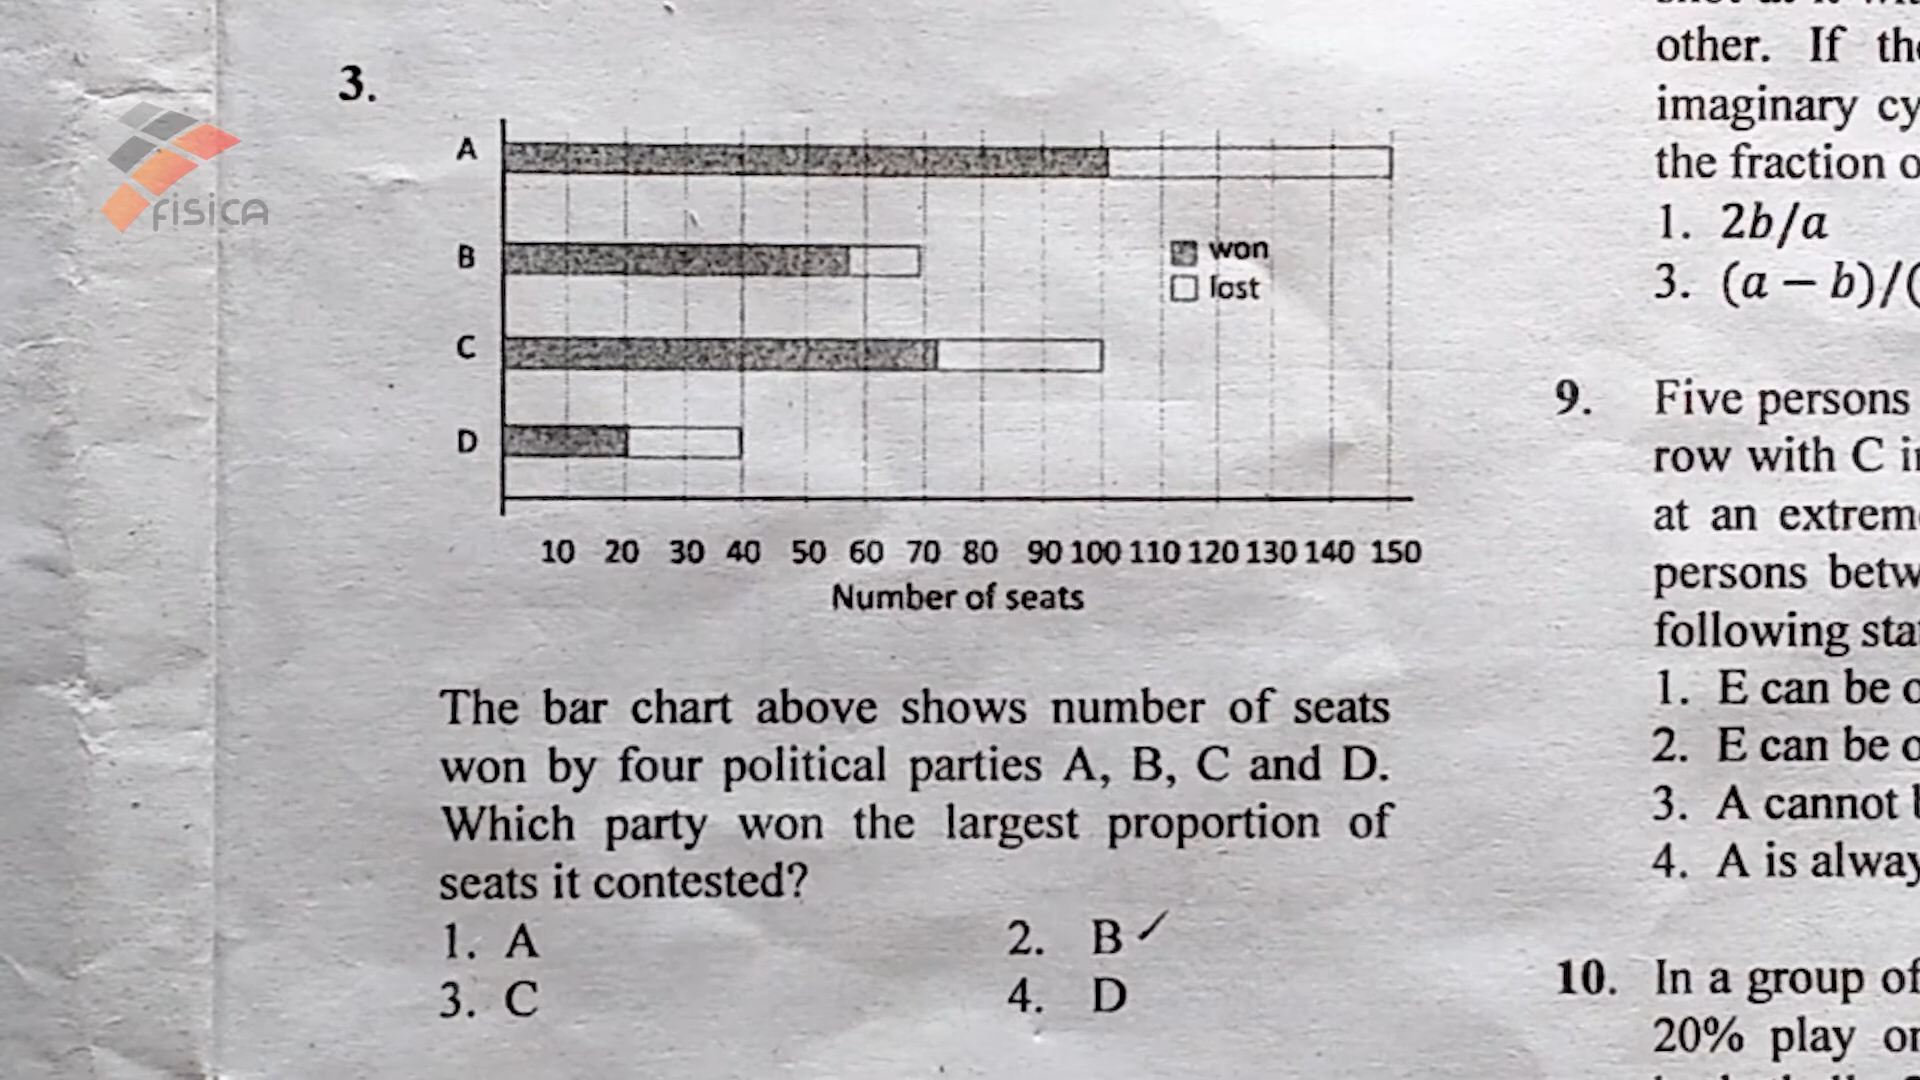 3.
A
B
C
D
won
lost
10 20 30 40 50 60 70 80 90 100 110 120 130 140 150
Number of seats
The bar chart above shows number of seats
won by four political parties A, B, C and D.
Which party won the largest proportion of
seats it contested?
1. A
2. B
3. C
4. D
other. If the
imaginary cy
the fraction o
1. 2b/a
3. (a – b)/(
9. Five persons
row with C in
at an extreme
persons betw
following sta
1. E can be o
2. E can be o
3. A cannot
4. A is alway
10. In a group of
20% play or
fisica